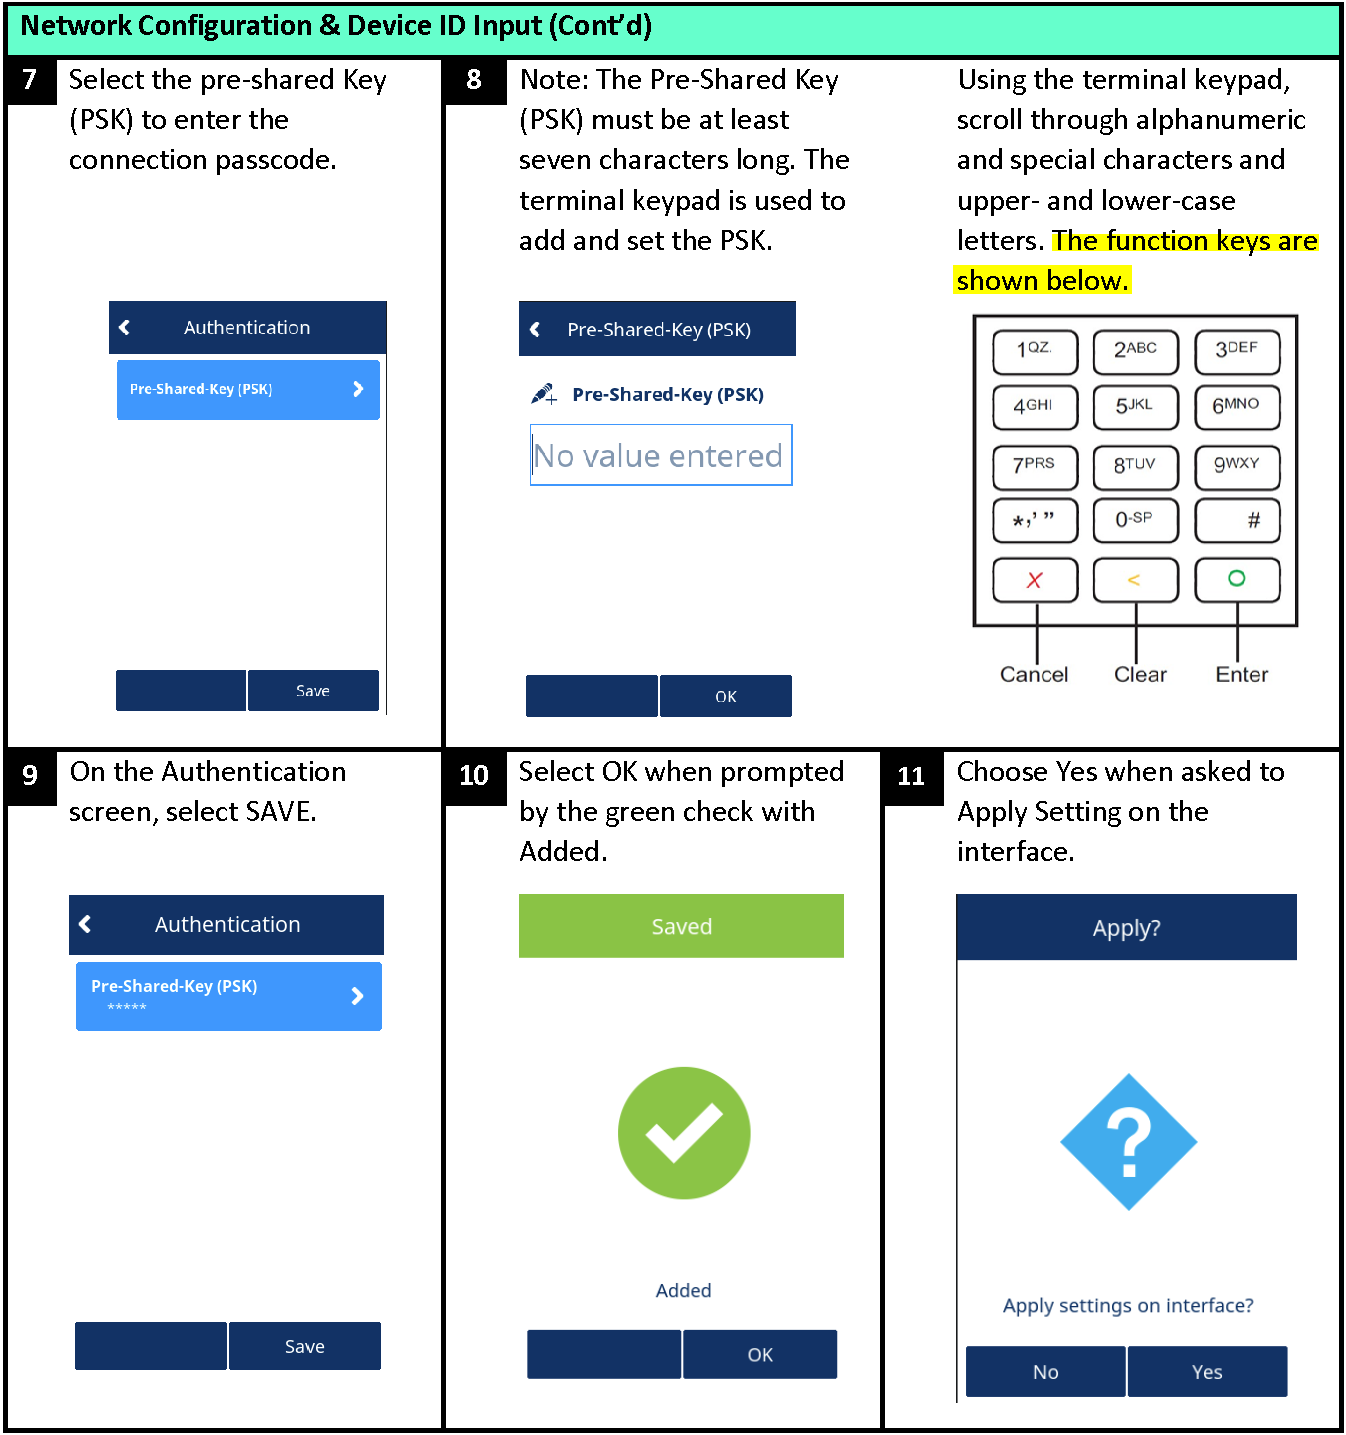 Network Configuration & Device ID Input (Cont’d)
7
Select the pre-shared Key
(PSK) to enter the
connection passcode.
Authentication
Pre-Shared-Key (PSK)
Save
8
Note: The Pre-Shared Key
(PSK) must be at least
seven characters long. The
terminal keypad is used to
add and set the PSK.
Pre-Shared-Key (PSK)
Pre-Shared-Key (PSK)
No value entered
OK
Using the terminal keypad,
scroll through alphanumeric
and special characters and
upper- and lower-case
letters. The function keys are
shown below.
1QZ. 2ABC 3DEF
4GHI 5JKL 6MNO
7PRS 8TUV 9WXY
*,' " 0-SP #
X < O
Cancel Clear Enter
9
On the Authentication
screen, select SAVE.
Authentication
Pre-Shared-Key (PSK)
*****
Save
10
Select OK when prompted
by the green check with
Added.
Saved
Added
OK
11
Choose Yes when asked to
Apply Setting on the
interface.
Apply?
?
Apply settings on interface?
No Yes